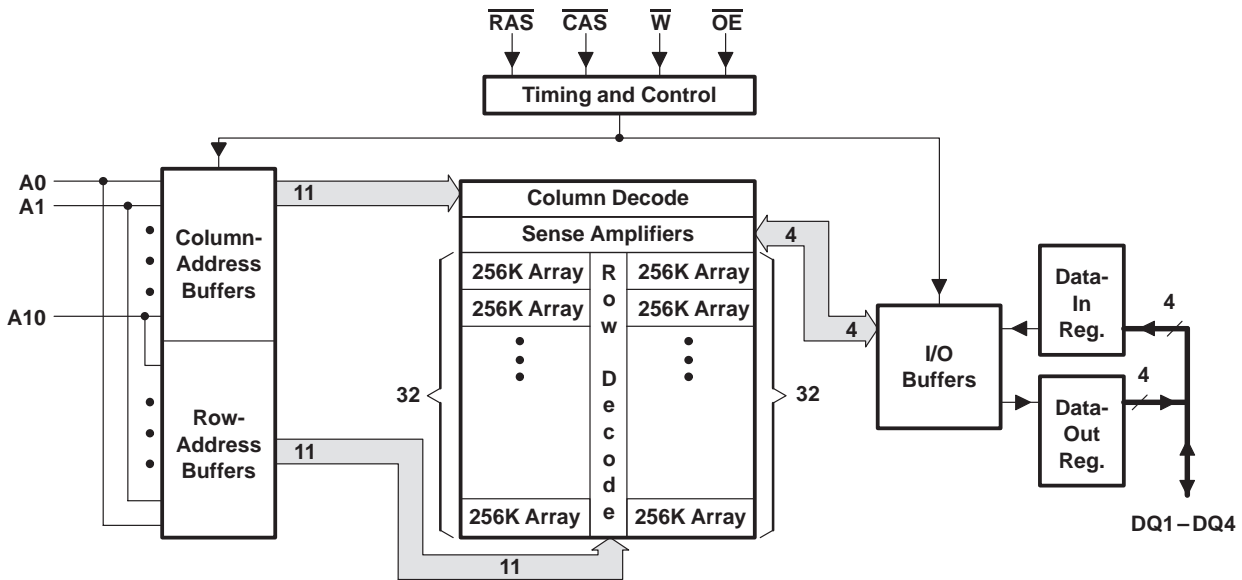 RAS CAS W OE
Timing and Control
A0
A1
A10
Column-
Address
Buffers
Row-
Address
Buffers
11
11
11
Column Decode
Sense Amplifiers
256K Array
256K Array
256K Array
256K Array
256K Array
256K Array
Row Decode
32
32
4
4
I/O
Buffers
Data-
In
Reg.
4
Data-
Out
Reg.
4
DQ1 – DQ4